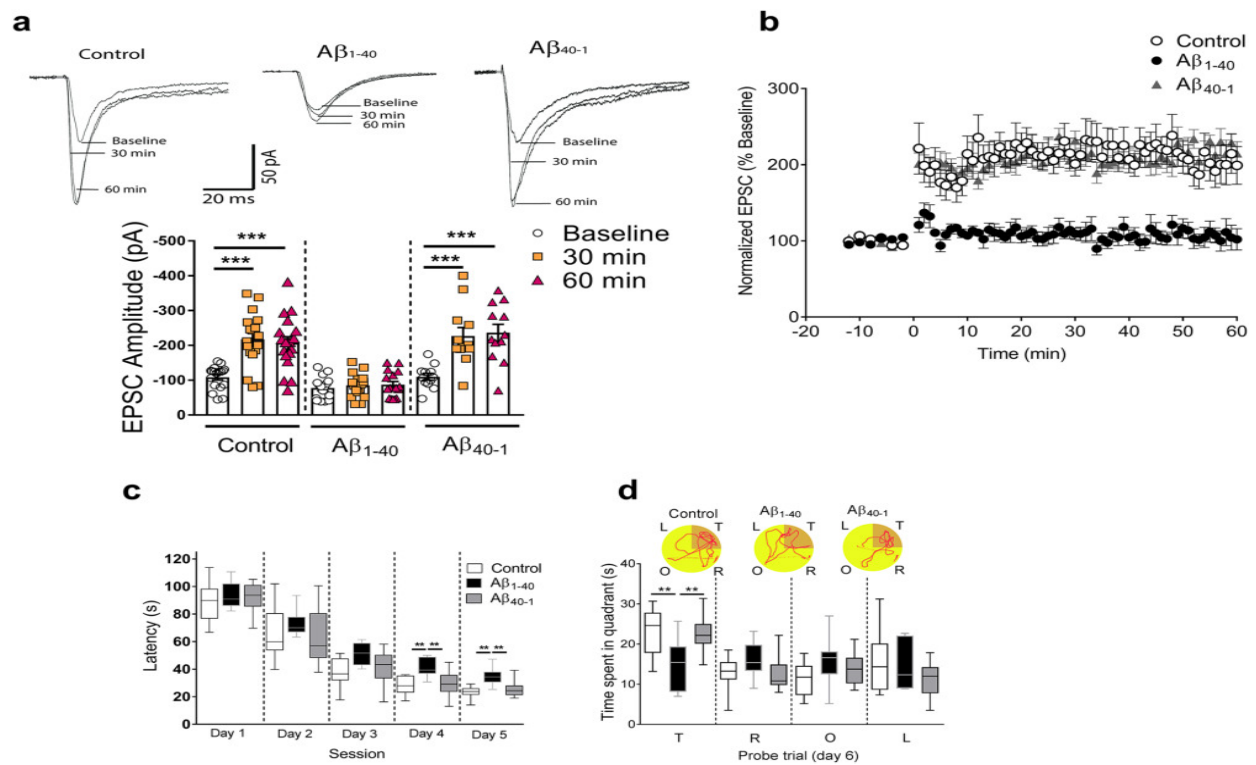 a
Control
Aβ1-40
Aβ40-1
Baseline
30 min
60 min
Baseline
30 min
60 min
Baseline
30 min
60 min
50 pA
20 ms
EPSC Amplitude (pA)
-500
-400
-300
-200
-100
0
***
***
***
***
Baseline
30 min
60 min
Control
Aβ1-40
Aβ40-1
b
Control
Aβ1-40
Aβ40-1
Normalized EPSC (% Baseline)
300
200
100
0
-20 -10 0 10 20 30 40 50 60
Time (min)
c
Control
Aβ1-40
Aβ40-1
Latency (s)
120
100
80
60
40
20
0
** **
** **
Day 1 Day 2 Day 3 Day 4 Day 5
Session
d
Control
Aβ1-40
Aβ40-1
L T
O R
L T
O R
L T
O R
Time spent in quadrant (s)
40
30
20
10
0
** **
T R O L
Probe trial (day 6)